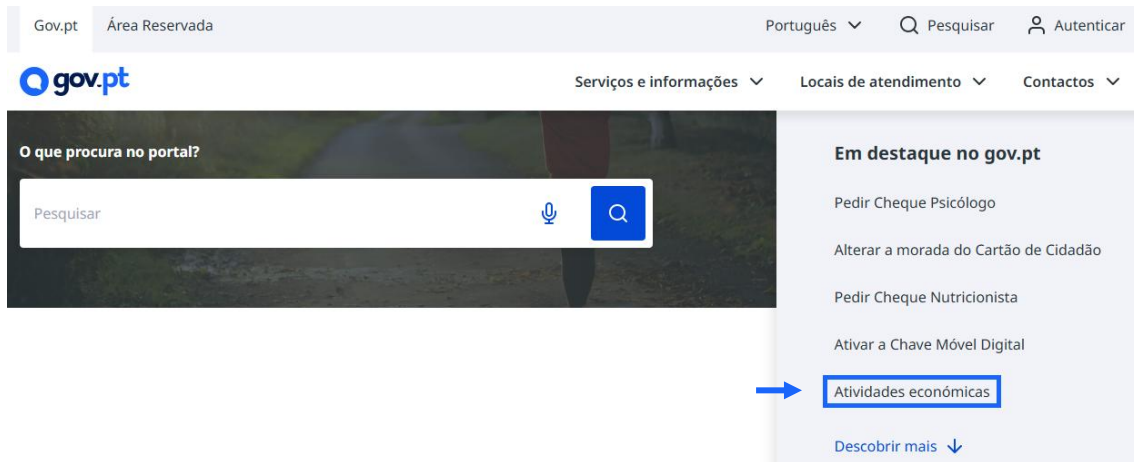 Gov.pt Área Reservada Português Pesquisar Autenticar
gov.pt Serviços e informações Locais de atendimento Contactos
O que procura no portal?
Pesquisar
Em destaque no gov.pt
Pedir Cheque Psicólogo
Alterar a morada do Cartão de Cidadão
Pedir Cheque Nutricionista
Ativar a Chave Móvel Digital
Atividades económicas
Descobrir mais